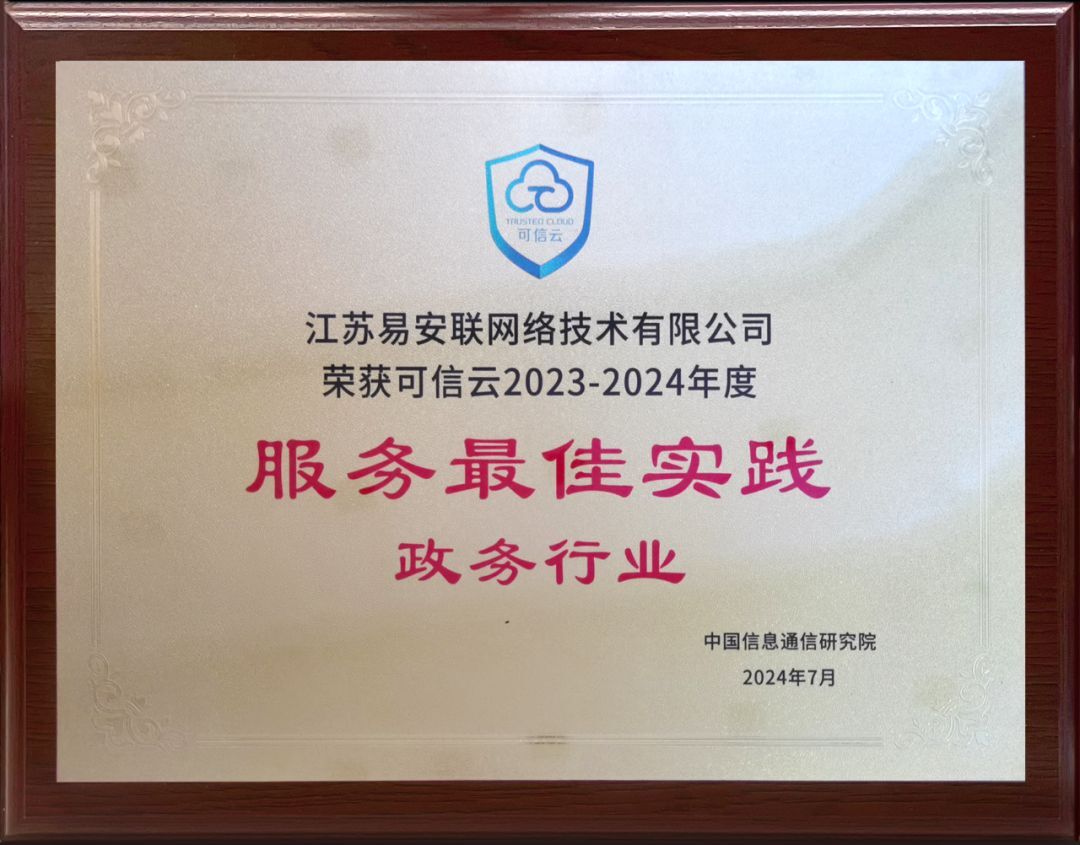 TRUSTED CLOUD
可信云
江苏易安联网络技术有限公司
荣获可信云2023-2024年度
服务最佳实践
政务行业
中国信息通信研究院
2024年7月